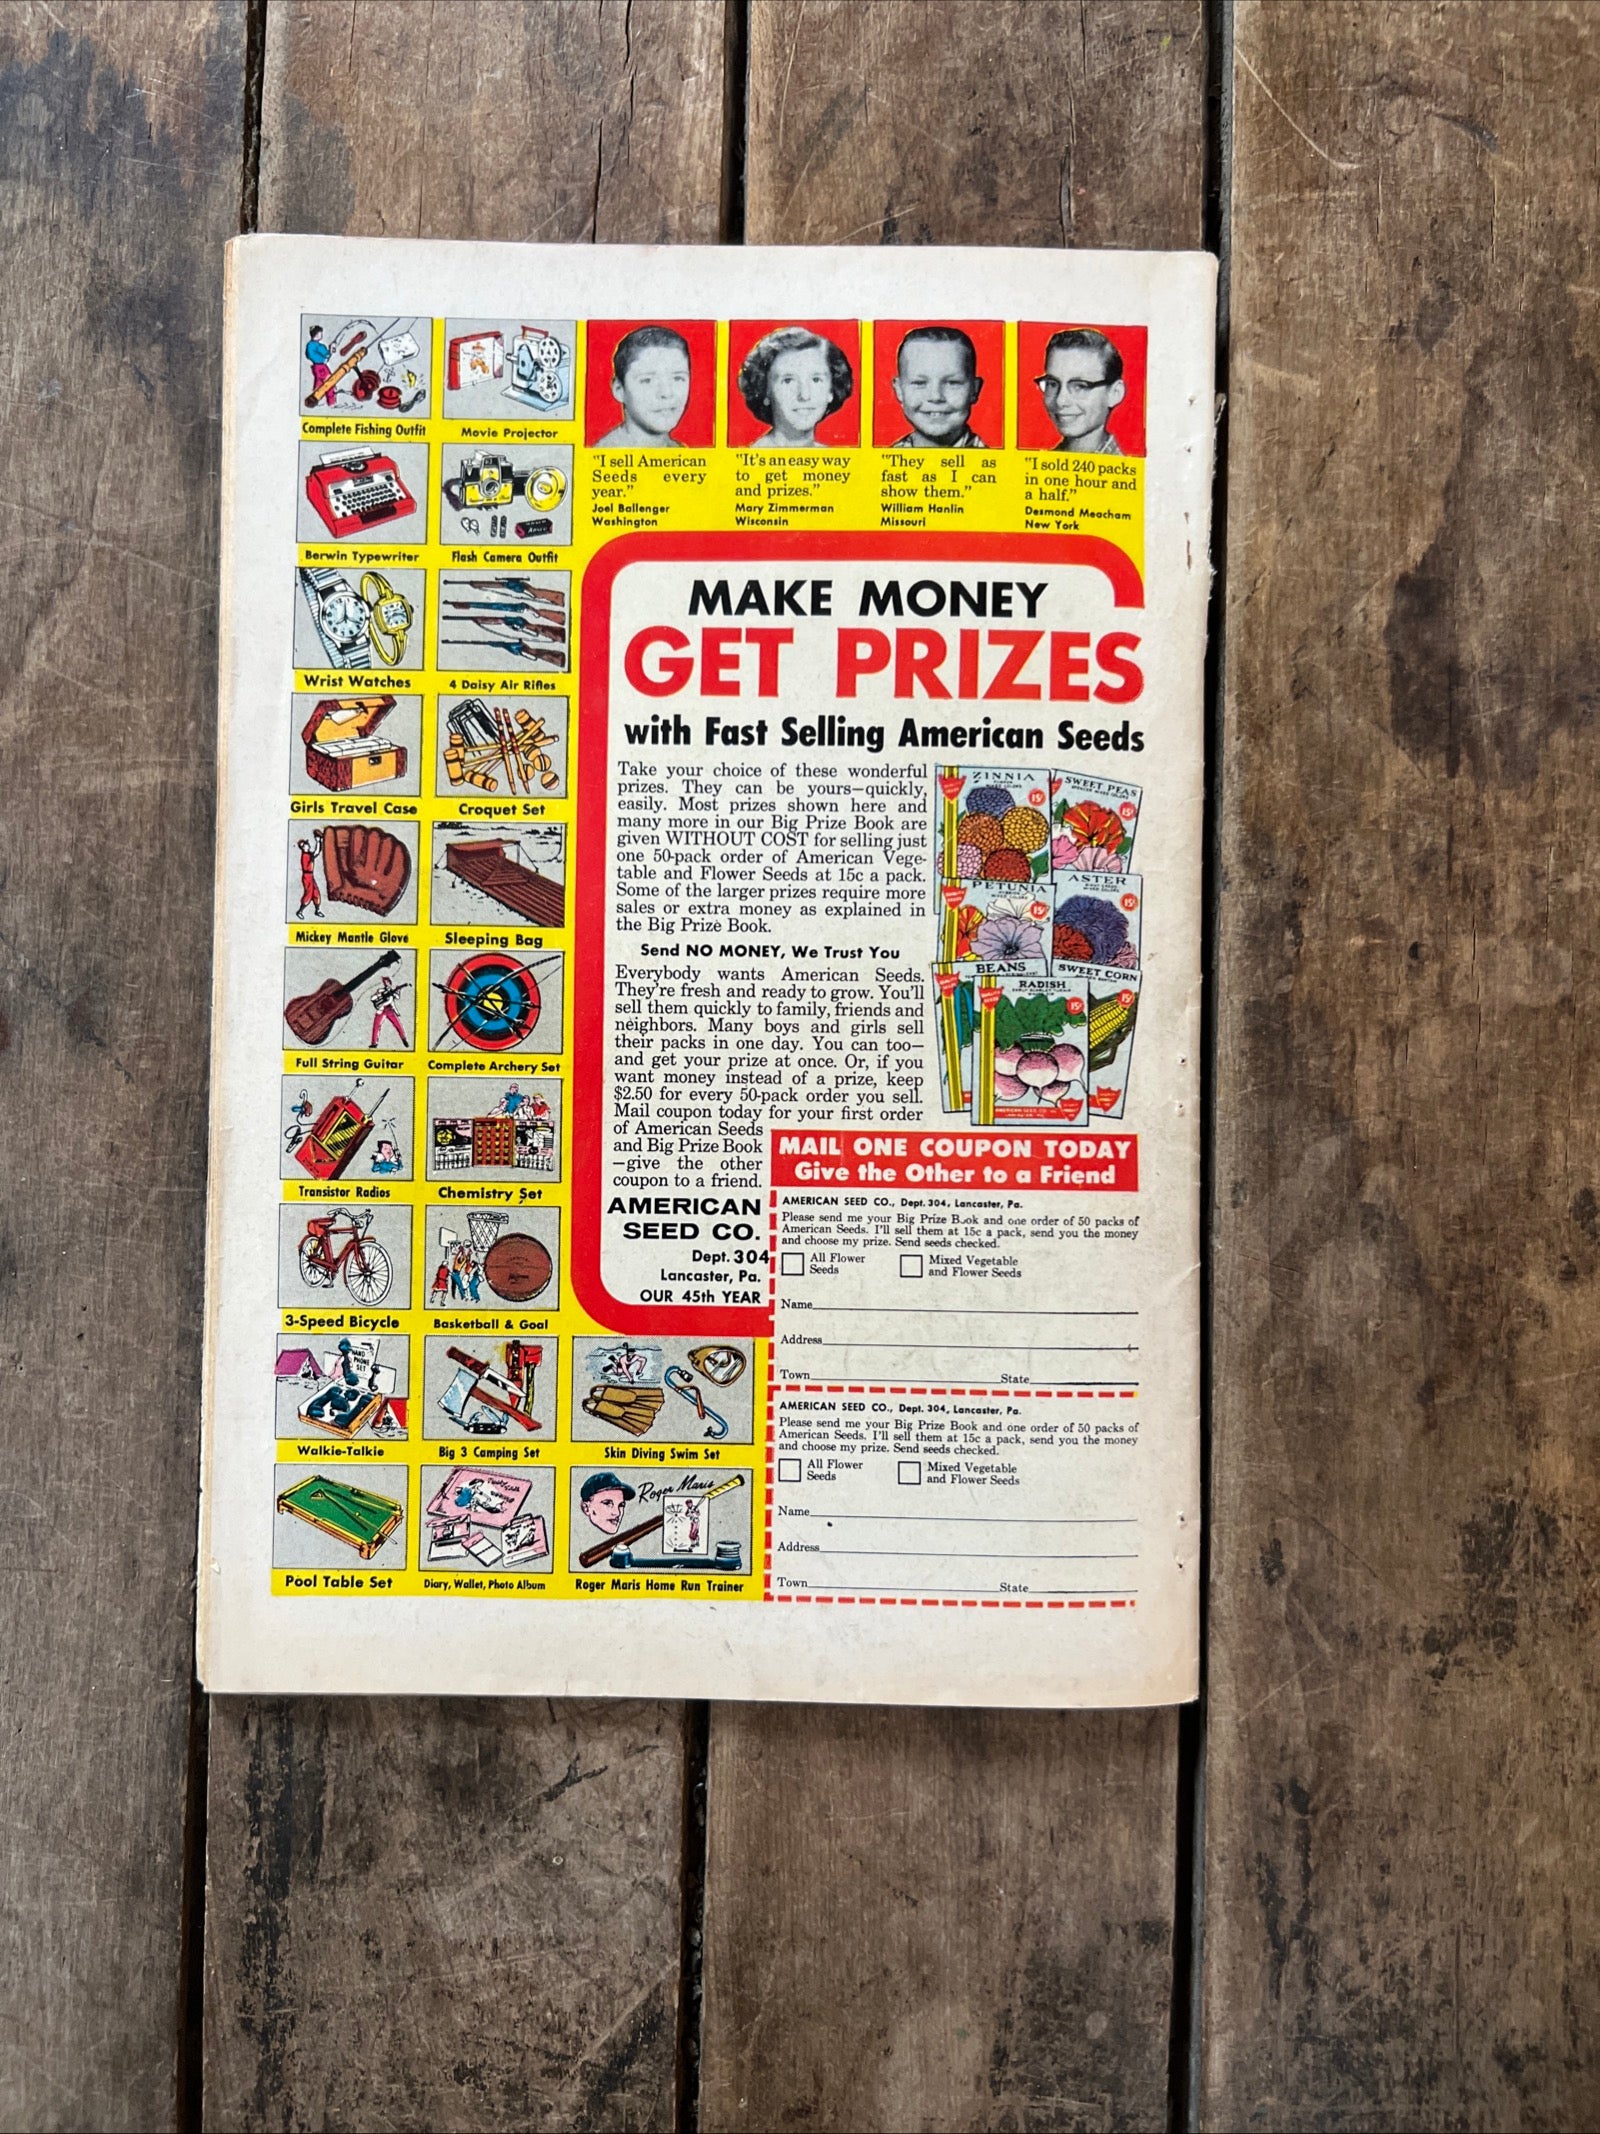 Complete Fishing Outfit
Movie Projector
Berwin Typewriter
Flash Camera Outfit
Wrist Watches
4 Daisy Air Rifles
Girls Travel Case
Croquet Set
Mickey Mantle Glove
Sleeping Bag
Full String Guitar
Complete Archery Set
Transistor Radios
Chemistry Set
3-Speed Bicycle
Basketball & Goal
HAND
PHONE
SET
Walkie-Talkie
Big 3 Camping Set
Skin Diving Swim Set
Pool Table Set
Diary, Wallet, Photo Album
Roger Maris
Roger Maris Home Run Trainer
"I sell American
Seeds every
year."
Joel Ballenger
Washington
"It's an easy way
to get money
and prizes."
Mary Zimmerman
Wisconsin
"They sell as
fast as I can
show them."
William Hanlin
Missouri
"I sold 240 packs
in one hour and
a half."
Desmond Meacham
New York
MAKE MONEY
GET PRIZES
with Fast Selling American Seeds
Take your choice of these wonderful
prizes. They can be yours—quickly,
easily. Most prizes shown here and
many more in our Big Prize Book are
given WITHOUT COST for selling just
one 50-pack order of American Vege-
table and Flower Seeds at 15c a pack.
Some of the larger prizes require more
sales or extra money as explained in
the Big Prize Book.
Send NO MONEY, We Trust You
Everybody wants American Seeds.
They're fresh and ready to grow. You'll
sell them quickly to family, friends and
neighbors. Many boys and girls sell
their packs in one day. You can too—
and get your prize at once. Or, if you
want money instead of a prize, keep
$2.50 for every 50-pack order you sell.
Mail coupon today for your first order
of American Seeds
and Big Prize Book
—give the other
coupon to a friend.
AMERICAN
SEED CO.
Dept. 304
Lancaster, Pa.
OUR 45th YEAR
ZINNIA
15¢
SWEET PEAS
15¢
PETUNIA
15¢
ASTER
15¢
BEANS
SWEET CORN
15¢
RADISH
15¢
AMERICAN SEED CO.
MAIL ONE COUPON TODAY
Give the Other to a Friend
AMERICAN SEED CO., Dept. 304, Lancaster, Pa.
Please send me your Big Prize Book and one order of 50 packs of
American Seeds. I'll sell them at 15c a pack, send you the money
and choose my prize. Send seeds checked.
All Flower
Seeds
Mixed Vegetable
and Flower Seeds
Name
Address
Town State
AMERICAN SEED CO., Dept. 304, Lancaster, Pa.
Please send me your Big Prize Book and one order of 50 packs of
American Seeds. I'll sell them at 15c a pack, send you the money
and choose my prize. Send seeds checked.
All Flower
Seeds
Mixed Vegetable
and Flower Seeds
Name
Address
Town State